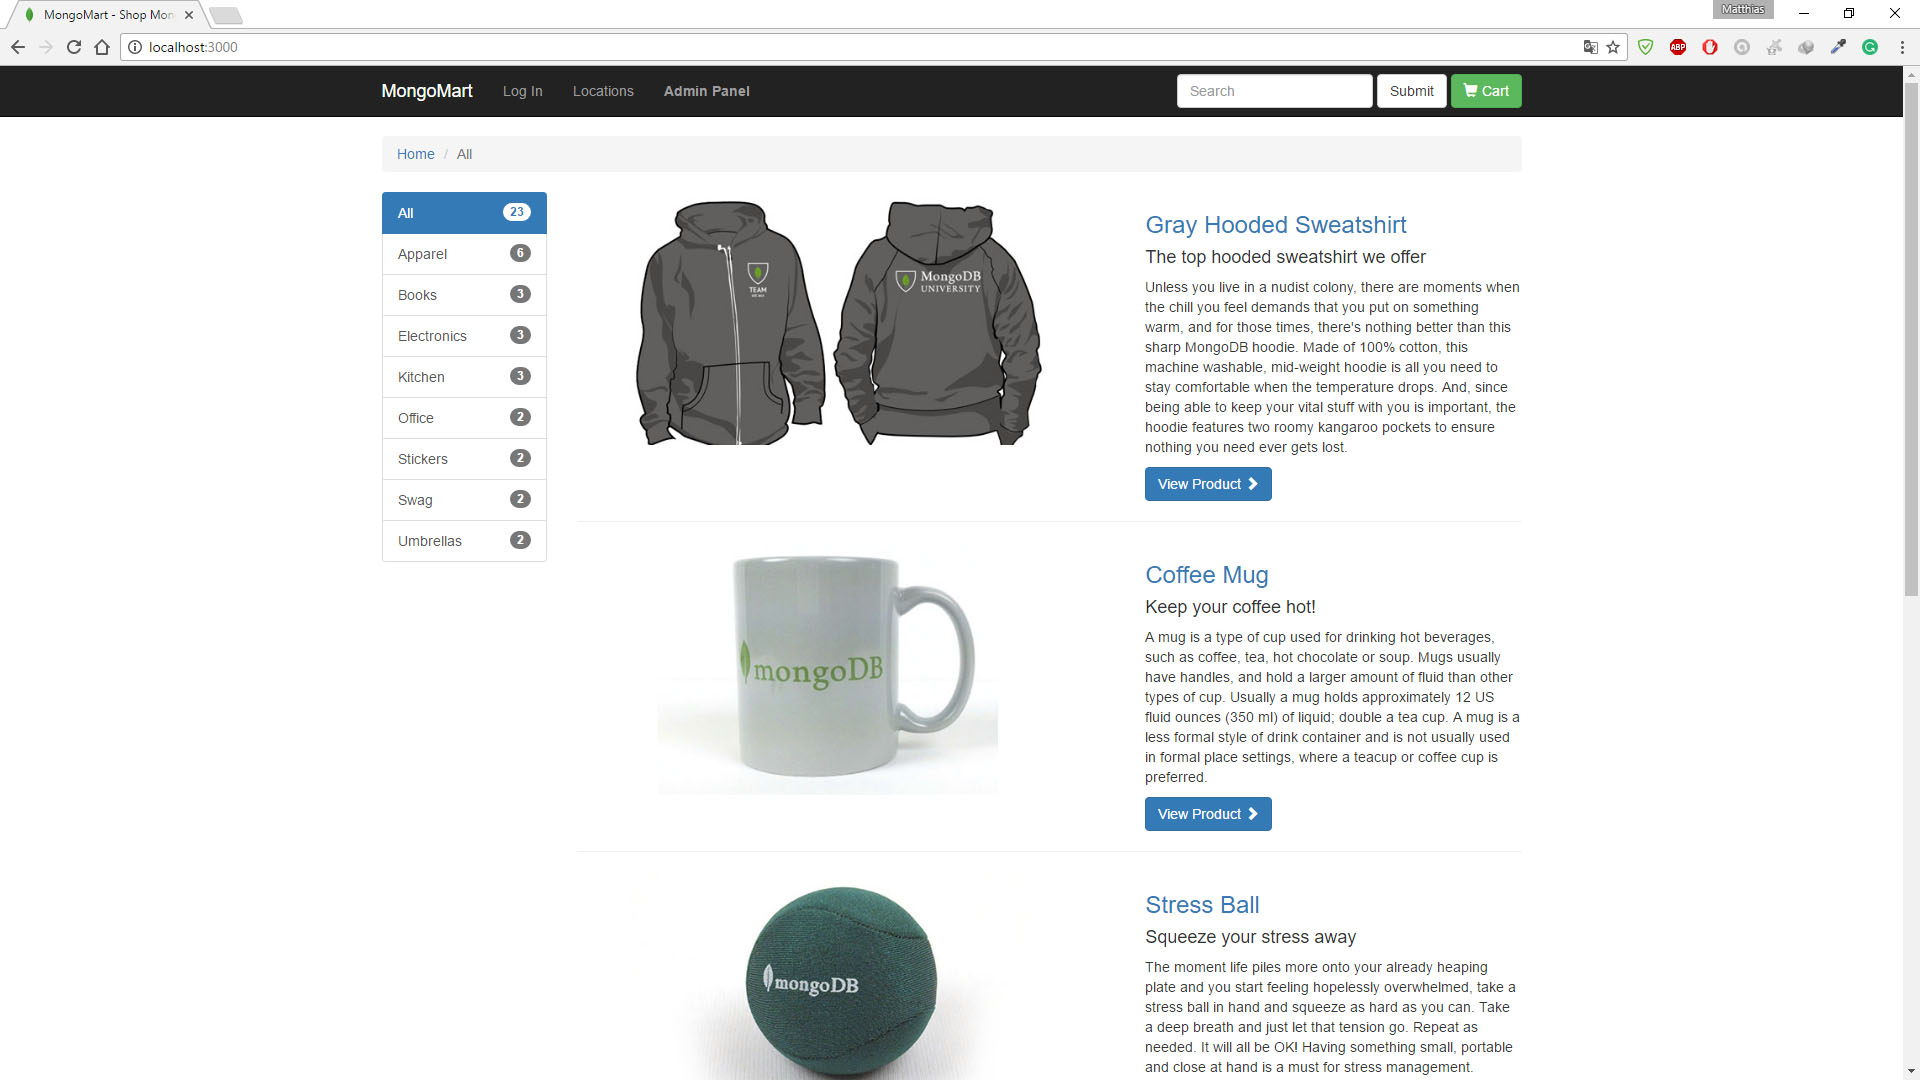 MongoMart - Shop Mon
Matthias
localhost:3000
ABP
MongoMart Log In Locations Admin Panel Search Submit Cart
Home / All
All 23
Apparel 6
Books 3
Electronics 3
Kitchen 3
Office 2
Stickers 2
Swag 2
Umbrellas 2
TEAM
MongoDB
UNIVERSITY
Gray Hooded Sweatshirt
The top hooded sweatshirt we offer
Unless you live in a nudist colony, there are moments when
the chill you feel demands that you put on something
warm, and for those times, there's nothing better than this
sharp MongoDB hoodie. Made of 100% cotton, this
machine washable, mid-weight hoodie is all you need to
stay comfortable when the temperature drops. And, since
being able to keep your vital stuff with you is important, the
hoodie features two roomy kangaroo pockets to ensure
nothing you need ever gets lost.
View Product
mongoDB
Coffee Mug
Keep your coffee hot!
A mug is a type of cup used for drinking hot beverages,
such as coffee, tea, hot chocolate or soup. Mugs usually
have handles, and hold a larger amount of fluid than other
types of cup. Usually a mug holds approximately 12 US
fluid ounces (350 ml) of liquid; double a tea cup. A mug is a
less formal style of drink container and is not usually used
in formal place settings, where a teacup or coffee cup is
preferred.
View Product
mongoDB
Stress Ball
Squeeze your stress away
The moment life piles more onto your already heaping
plate and you start feeling hopelessly overwhelmed, take a
stress ball in hand and squeeze as hard as you can. Take
a deep breath and just let that tension go. Repeat as
needed. It will all be OK! Having something small, portable
and close at hand is a must for stress management.